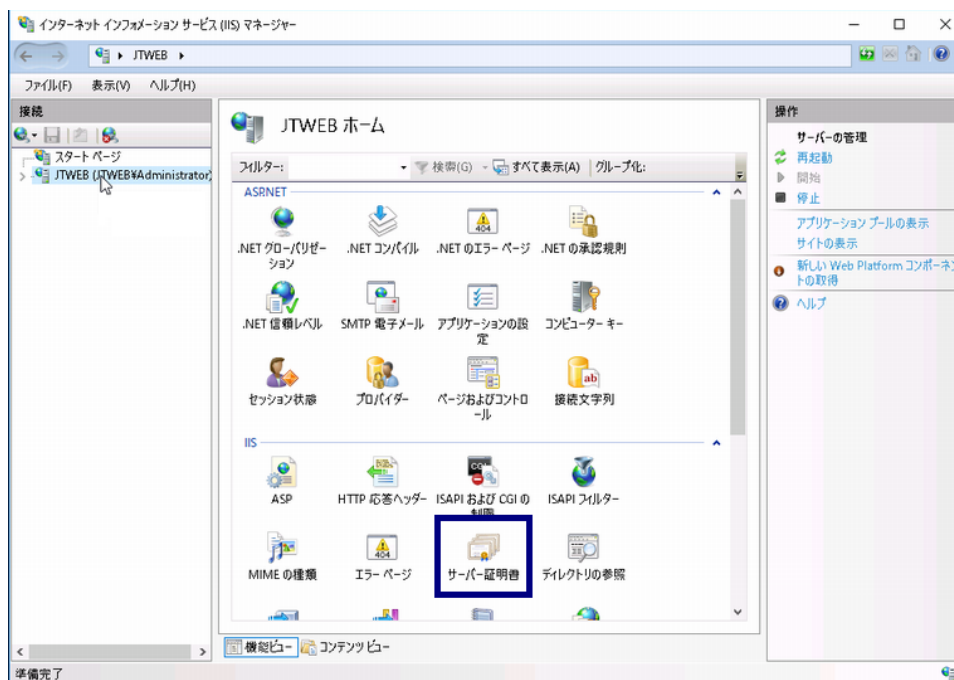 インターネット インフォメーション サービス (IIS) マネージャー
JTWEB
ファイル(F) 表示(V) ヘルプ(H)
接続
スタート ページ
JTWEB (JTWEB¥Administrator)
JTWEB ホーム
フィルター: 検索(G) すべて表示(A) グループ化:
ASP.NET
.NET グローバリゼー
ション
.NET コンパイル
.NET のエラー ページ
.NET の承認規則
.NET 信頼レベル
SMTP 電子メール
アプリケーションの設
定
コンピューター キー
セッション状態
プロバイダー
ページおよびコントロ
ール
接続文字列
IIS
ASP
HTTP 応答ヘッダー
ISAPI および CGI の
制限
ISAPI フィルター
MIME の種類
エラー ページ
サーバー証明書
ディレクトリの参照
機能ビュー コンテンツ ビュー
操作
サーバーの管理
再起動
開始
停止
アプリケーション プールの表示
サイトの表示
新しい Web Platform コンポーネン
トの取得
ヘルプ
準備完了